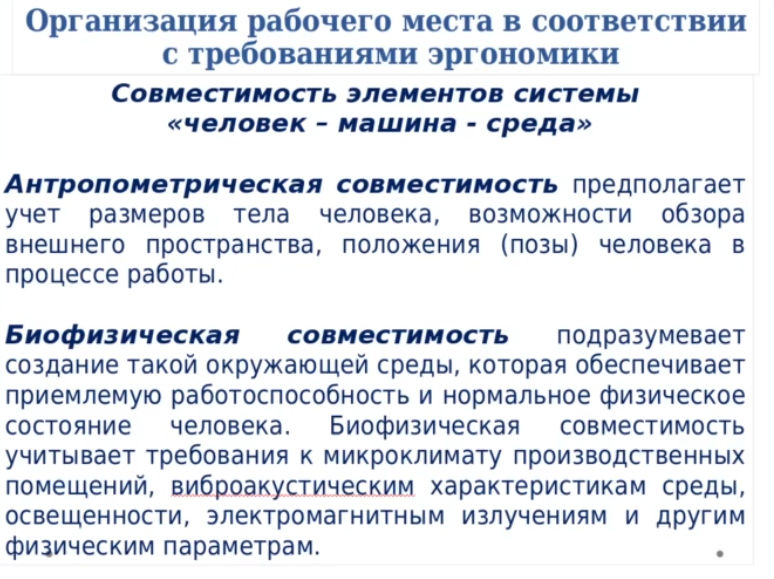 Организация рабочего места в соответствии
с требованиями эргономики
Совместимость элементов системы
«человек – машина - среда»
Антропометрическая совместимость предполагает
учет размеров тела человека, возможности обзора
внешнего пространства, положения (позы) человека в
процессе работы.
Биофизическая совместимость подразумевает
создание такой окружающей среды, которая обеспечивает
приемлемую работоспособность и нормальное физическое
состояние человека. Биофизическая совместимость
учитывает требования к микроклимату производственных
помещений, виброакустическим характеристикам среды,
освещенности, электромагнитным излучениям и другим
физическим параметрам.